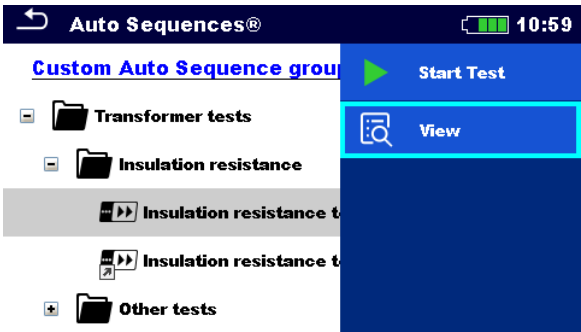 Auto Sequences®
10:59
Custom Auto Sequence group
Start Test
Transformer tests
View
Insulation resistance
Insulation resistance
Insulation resistance
Other tests